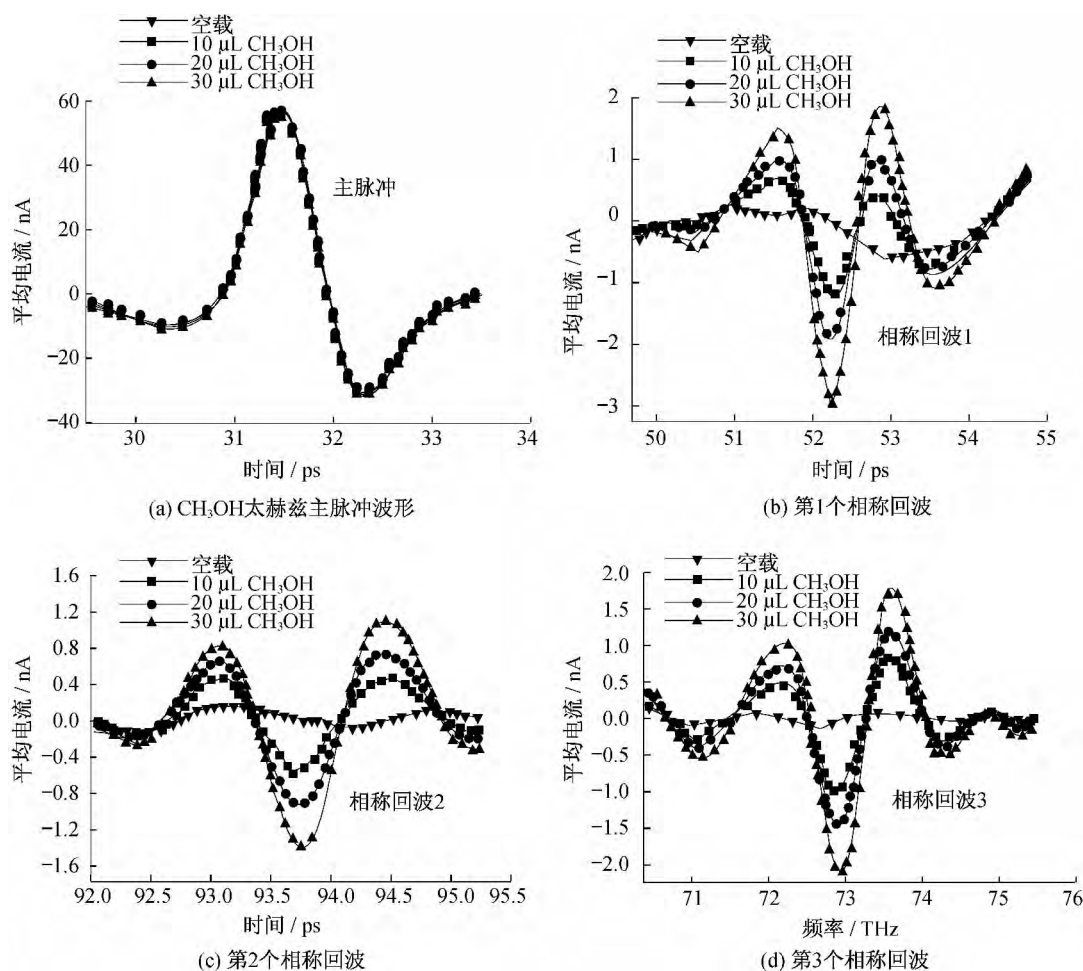 空载
10 μL CH₃OH
20 μL CH₃OH
30 μL CH₃OH
60
40
20
0
−20
−40
平均电流 / nA
主脉冲
30 31 32 33 34
时间 / ps
(a) CH₃OH太赫兹主脉冲波形
空载
10 μL CH₃OH
20 μL CH₃OH
30 μL CH₃OH
2
1
0
−1
−2
−3
平均电流 / nA
相称回波1
50 51 52 53 54 55
时间 / ps
(b) 第1个相称回波
空载
10 μL CH₃OH
20 μL CH₃OH
30 μL CH₃OH
1.6
1.2
0.8
0.4
0.0
−0.4
−0.8
−1.2
−1.6
平均电流 / nA
相称回波2
92.0 92.5 93.0 93.5 94.0 94.5 95.0 95.5
时间 / ps
(c) 第2个相称回波
空载
10 μL CH₃OH
20 μL CH₃OH
30 μL CH₃OH
2.0
1.5
1.0
0.5
0.0
−0.5
−1.0
−1.5
−2.0
平均电流 / nA
相称回波3
71 72 73 74 75 76
频率 / THz
(d) 第3个相称回波